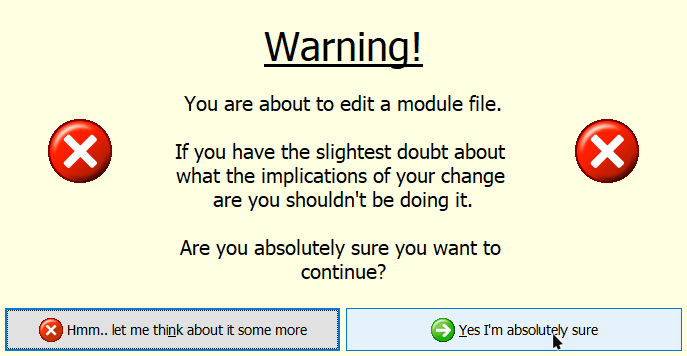 Warning!
You are about to edit a module file.
If you have the slightest doubt about
what the implications of your change
are you shouldn't be doing it.
Are you absolutely sure you want to
continue?
Hmm.. let me think about it some more
Yes I'm absolutely sure